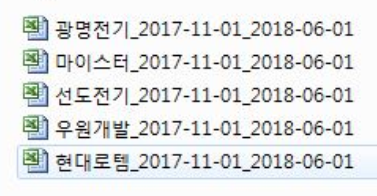 광명전기_2017-11-01_2018-06-01
마이스터_2017-11-01_2018-06-01
선도전기_2017-11-01_2018-06-01
우원개발_2017-11-01_2018-06-01
현대로템_2017-11-01_2018-06-01